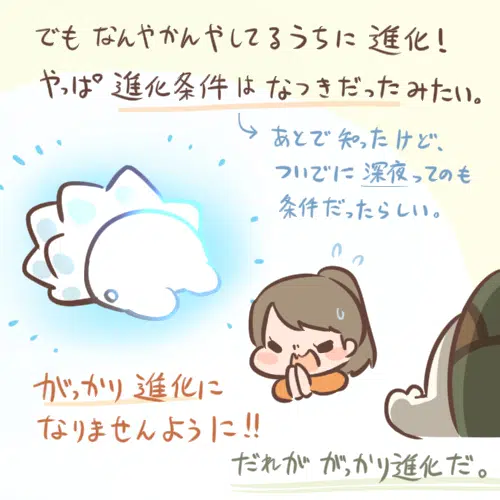 でもなんやかんやしてるうちに進化!
やっぱ進化条件はなつきだったみたい。
あとで知ったけど、
ついでに深夜ってのも
条件だったらしい。
がっかり進化に
なりませんように!!
だれががっかり進化だ。